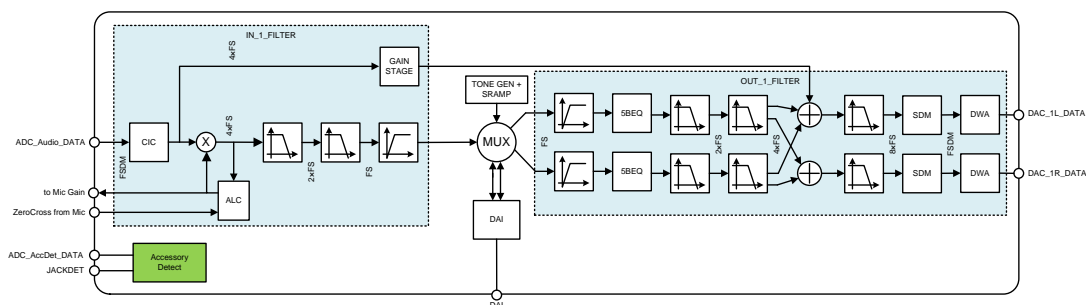 IN_1_FILTER
4xFS
GAIN
STAGE
TONE GEN +
SRAMP
OUT_1_FILTER
ADC_Audio_DATA
FSDM
CIC
X
4xFS
2xFS
FS
MUX
FS
5BEQ
2xFS
4xFS
8xFS
SDM
FSDM
DWA
DAC_1L_DATA
5BEQ
SDM
DWA
DAC_1R_DATA
to Mic Gain
ALC
ZeroCross from Mic
DAI
ADC_AccDet_DATA
JACKDET
Accessory
Detect
DAI